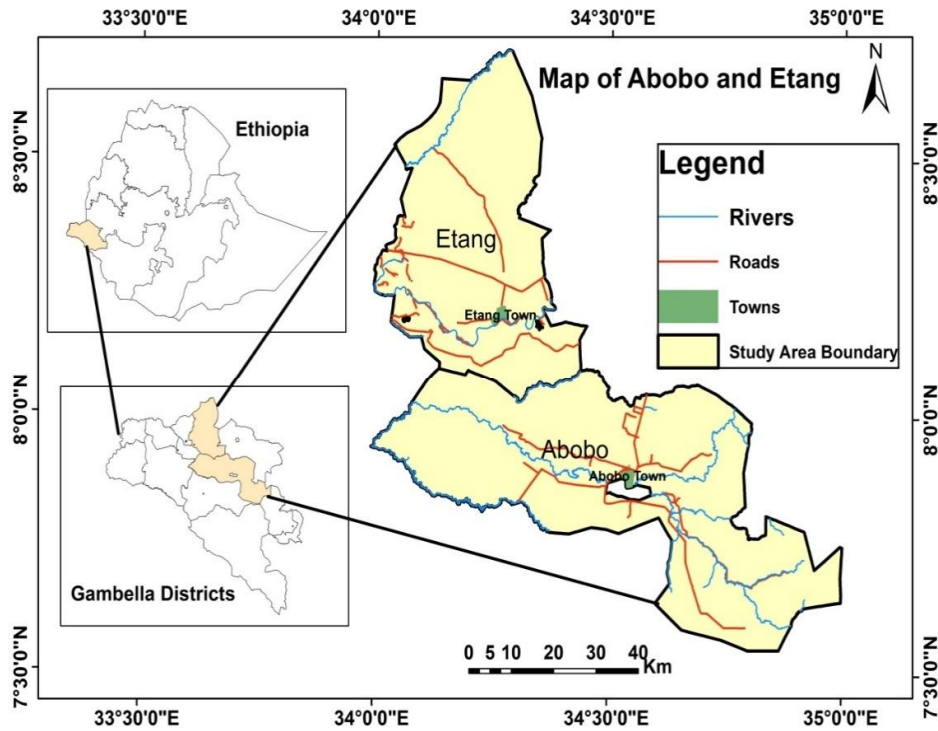 33°30'0"E 34°0'0"E 34°30'0"E 35°0'0"E
N
Map of Abobo and Etang
Ethiopia
8°30'0"N
8°30'0"N
Legend
Rivers
Roads
Towns
Study Area Boundary
Etang
Etang Town
8°0'0"N
8°0'0"N
Abobo
Abobo Town
Gambella Districts
0 5 10 20 30 40
Km
7°30'0"N
7°30'0"N
33°30'0"E 34°0'0"E 34°30'0"E 35°0'0"E